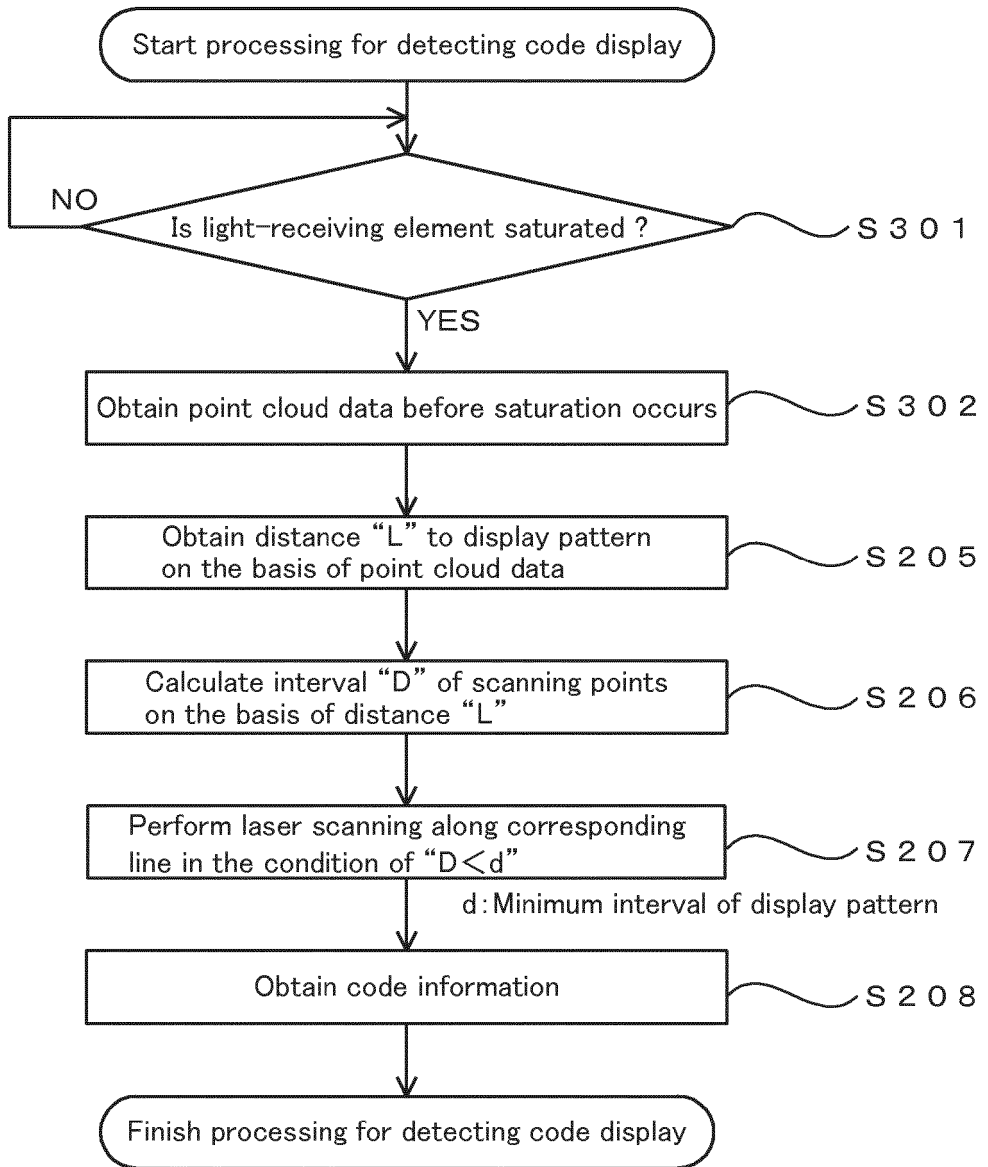 Start processing for detecting code display
NO
Is light-receiving element saturated ?
S301
YES
Obtain point cloud data before saturation occurs
S302
Obtain distance “L” to display pattern
on the basis of point cloud data
S205
Calculate interval “D” of scanning points
on the basis of distance “L”
S206
Perform laser scanning along corresponding
line in the condition of “D<d”
S207
d:Minimum interval of display pattern
Obtain code information
S208
Finish processing for detecting code display